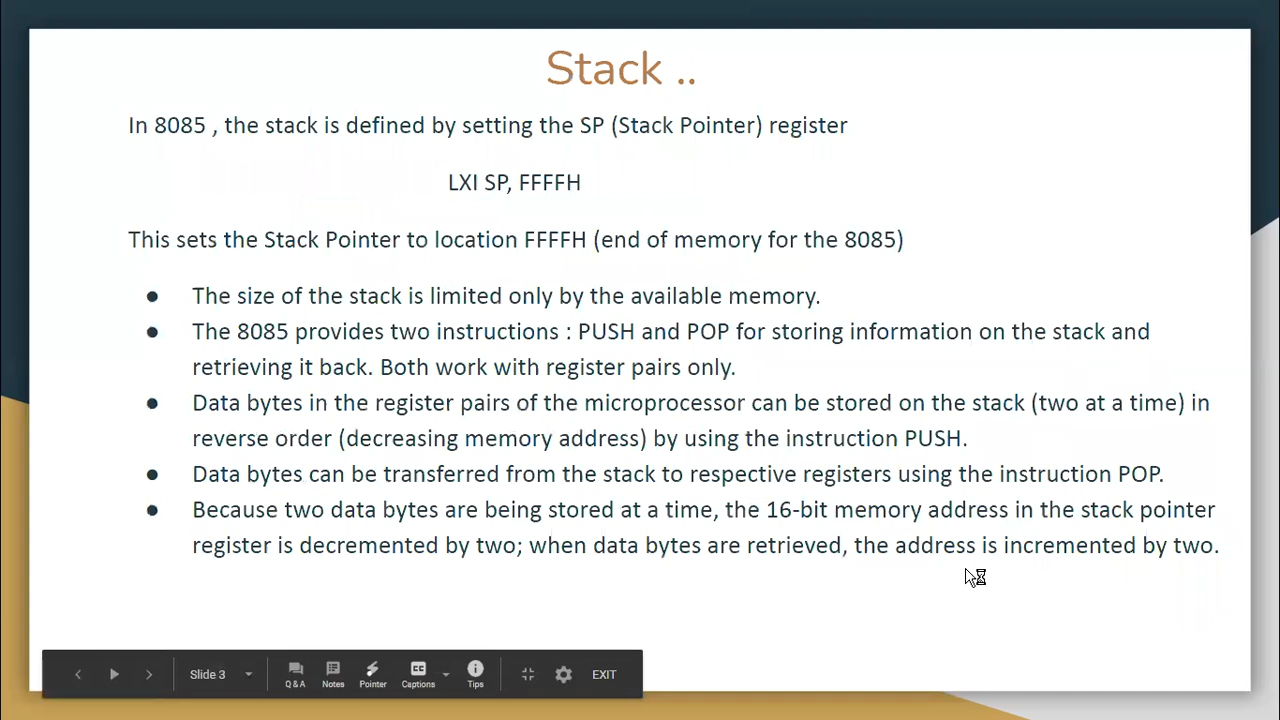 Stack ..
In 8085 , the stack is defined by setting the SP (Stack Pointer) register
LXI SP, FFFFH
This sets the Stack Pointer to location FFFFH (end of memory for the 8085)
● The size of the stack is limited only by the available memory.
● The 8085 provides two instructions : PUSH and POP for storing information on the stack and
retrieving it back. Both work with register pairs only.
● Data bytes in the register pairs of the microprocessor can be stored on the stack (two at a time) in
reverse order (decreasing memory address) by using the instruction PUSH.
● Data bytes can be transferred from the stack to respective registers using the instruction POP.
● Because two data bytes are being stored at a time, the 16-bit memory address in the stack pointer
register is decremented by two; when data bytes are retrieved, the address is incremented by two.
Slide 3
Q & A Notes Pointer CC Captions Tips EXIT